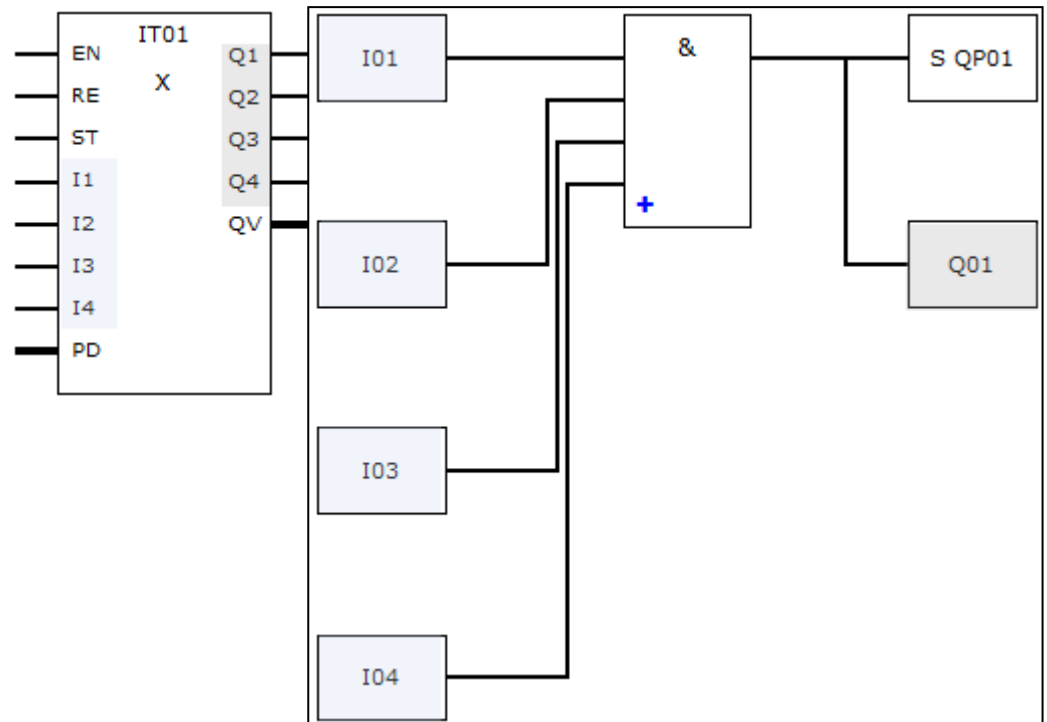 IT01
X
EN
RE
ST
I1
I2
I3
I4
PD
Q1
Q2
Q3
Q4
QV
I01
I02
I03
I04
&
+
S QP01
Q01